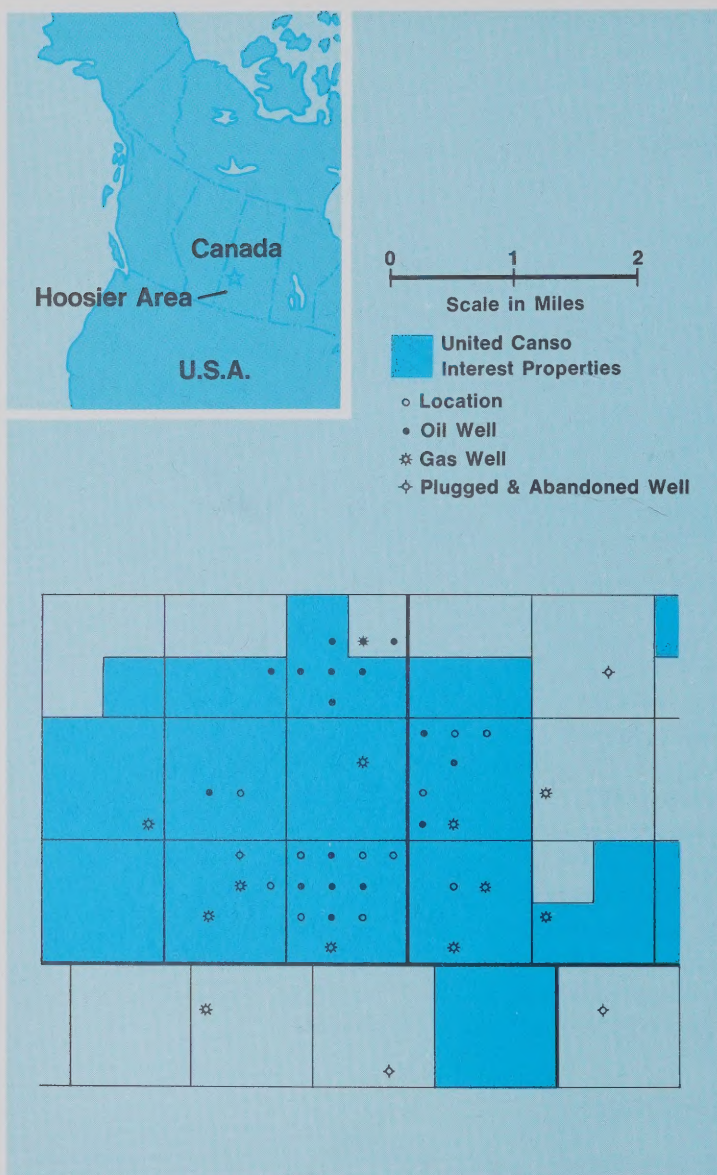 Canada
Hoosier Area
U.S.A.
0 1 2
Scale in Miles
United Canso
Interest Properties
Location
Oil Well
Gas Well
Plugged & Abandoned Well